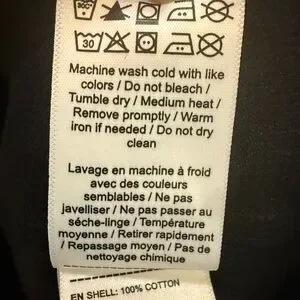 30
Machine wash cold with like
colors / Do not bleach /
Tumble dry / Medium heat /
Remove promptly / Warm
iron if needed / Do not dry
clean
Lavage en machine à froid
avec des couleurs
semblables / Ne pas
javelliser / Ne pas passer au
séche-linge / Température
moyenne / Retirer rapidement
/ Repassage moyen / Pas de
nettoyage chimique
EN SHELL: 100% COTTON